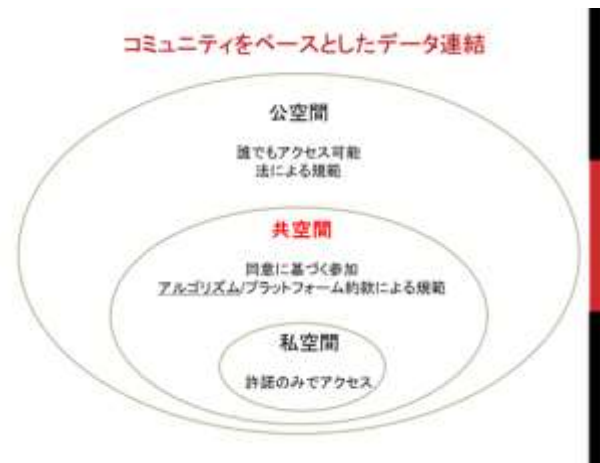 コミュニティをベースとしたデータ連結
公空間
誰でもアクセス可能
法による規範
共空間
同意に基づく参加
アルゴリズム/プラットフォーム約款による規範
私空間
許諾のみでアクセス